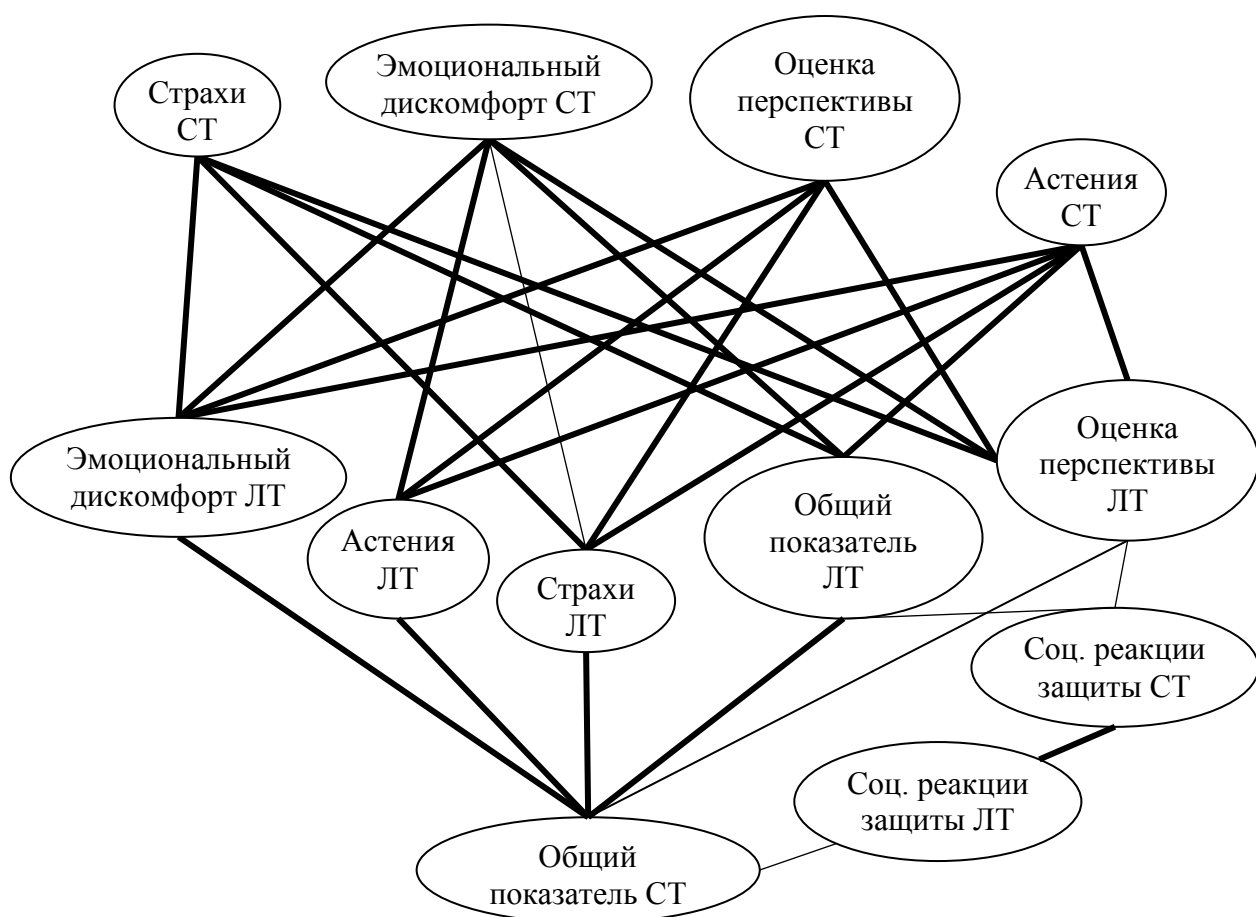 Страхи
СТ
Эмоциональный
дискомфорт СТ
Оценка
перспективы
СТ
Астения
СТ
Эмоциональный
дискомфорт ЛТ
Астения
ЛТ
Страхи
ЛТ
Общий
показатель
ЛТ
Оценка
перспективы
ЛТ
Соц. реакции
защиты СТ
Соц. реакции
защиты ЛТ
Общий
показатель СТ